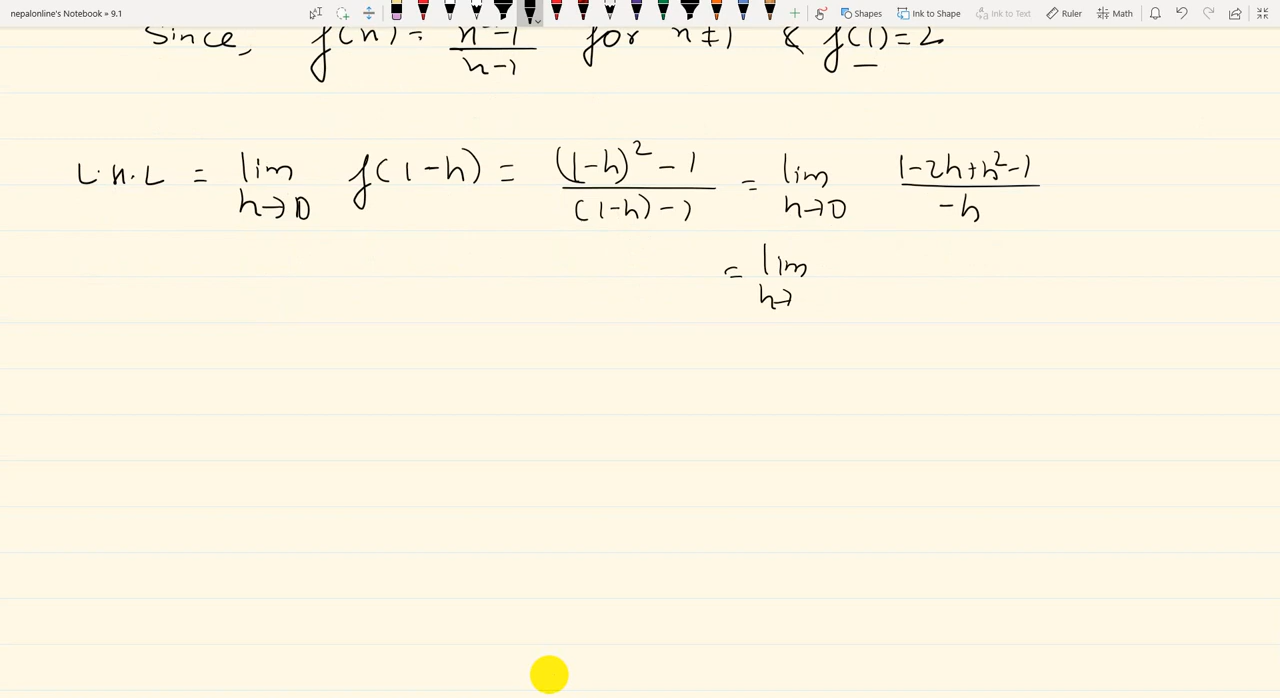 nepalonline's Notebook » 9.1 Shapes Ink to Shape Ink to Text Ruler Math
Since, f(x) = x²-1/x-1 for x≠1 & f(1)=2
L.H.L = lim h→0 f(1-h) = (1-h)²-1/(1-h)-1 = lim h→0 1-2h+h²-1/-h
= lim h→